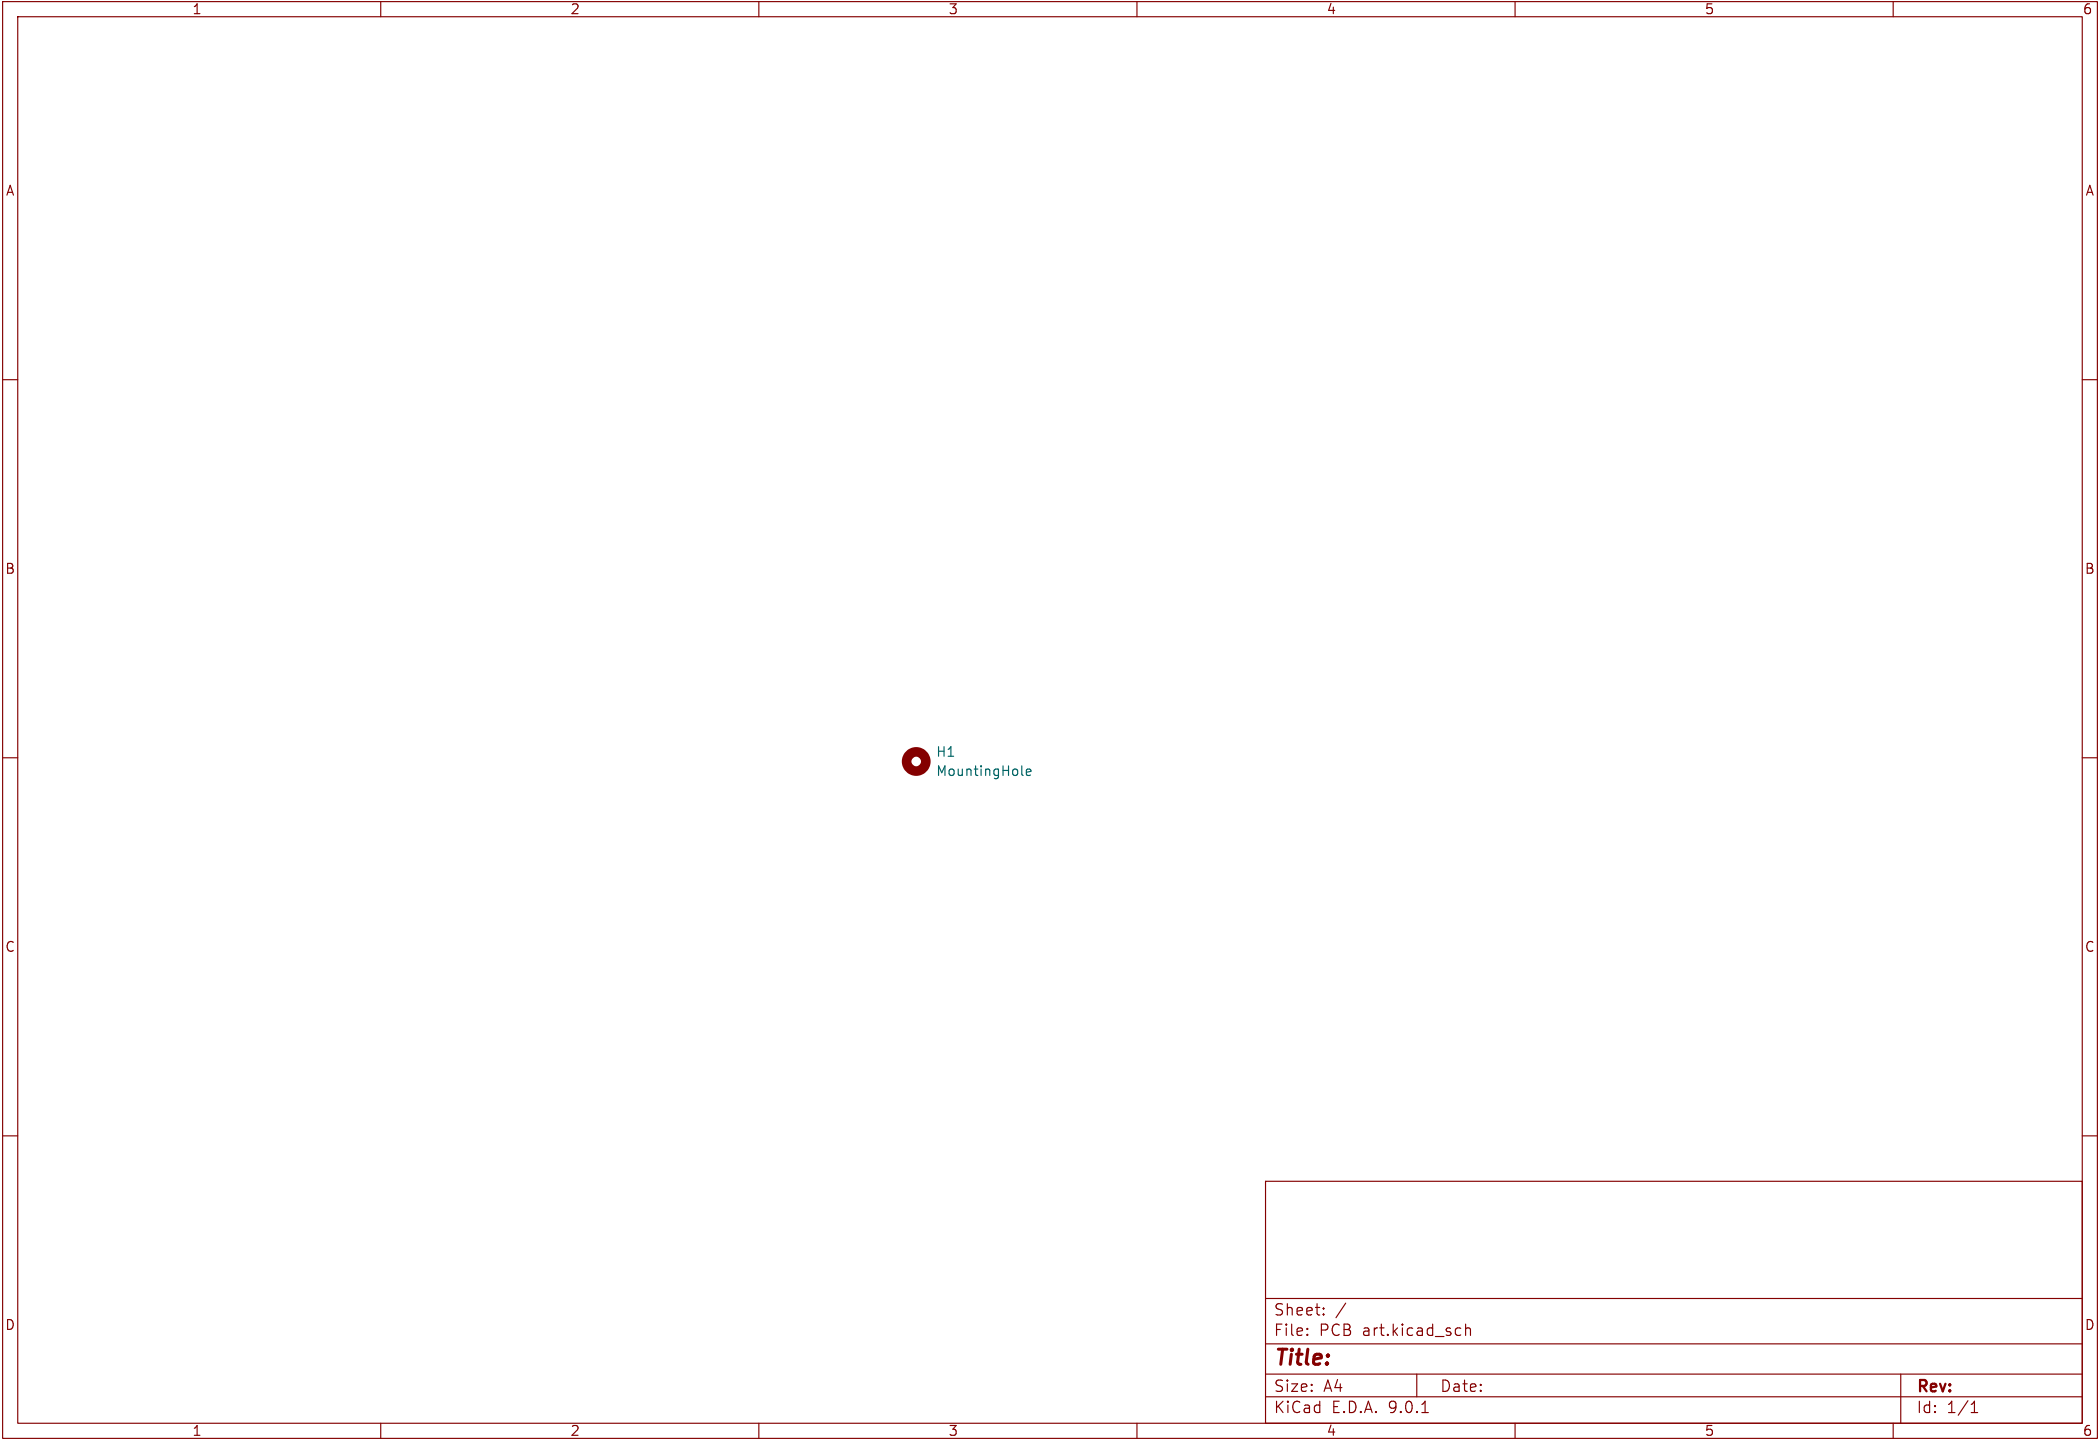 1 2 3 4 5 6
A A
B B
H1
MountingHole
C C
Sheet: /
File: PCB art.kicad_sch
D D
Title:
Size: A4 Date: Rev:
KiCad E.D.A. 9.0.1 Id: 1/1
1 2 3 4 5 6